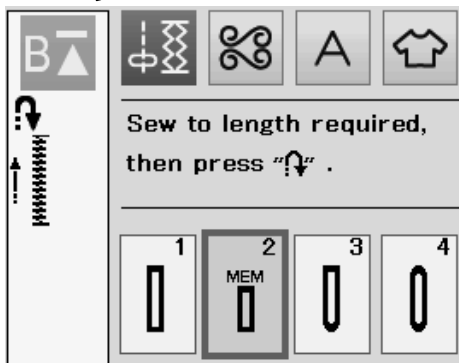 B
A
Sew to length required,
then press “ ” .
1
2
3
4
MEM